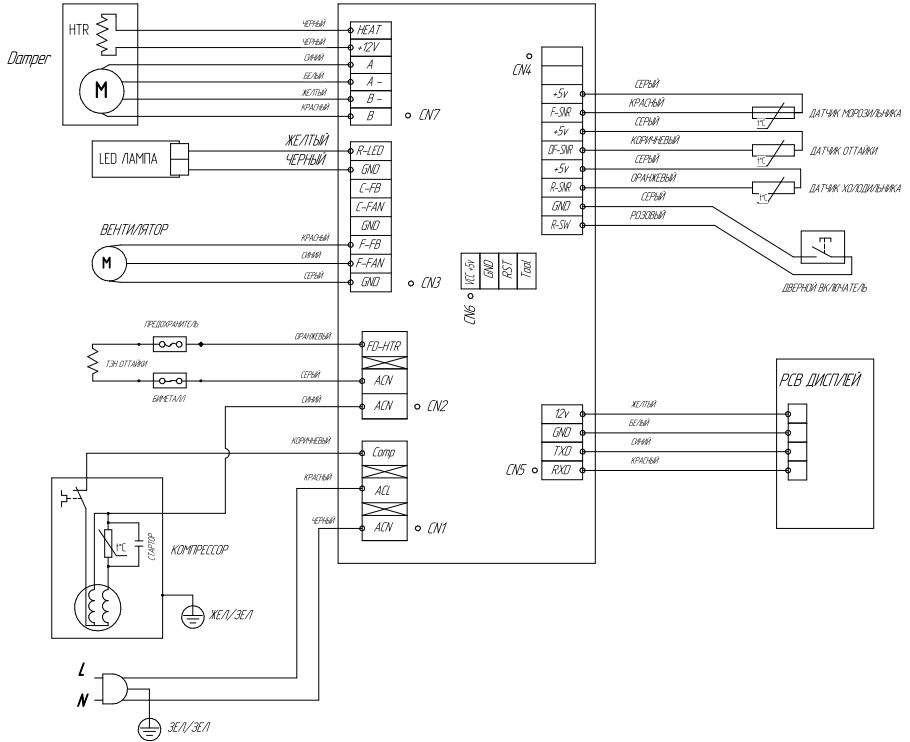 Damper
HTR
M
ЧЕРНЫЙ
ЧЕРНЫЙ
СИНИЙ
БЕЛЫЙ
ЖЕЛТЫЙ
КРАСНЫЙ
HEAT
+12V
A
A -
B -
B
CN7
LED ЛАМПА
ЖЕЛТЫЙ
ЧЕРНЫЙ
R-LED
GND
C-FB
C-FAN
GND
F-FB
F-FAN
GND
CN3
ВЕНТИЛЯТОР
M
КРАСНЫЙ
СИНИЙ
СЕРЫЙ
ПРЕДОХРАНИТЕЛЬ
ТЭН ОТТАЙКИ
БИМЕТАЛЛ
ОРАНЖЕВЫЙ
СЕРЫЙ
СИНИЙ
FD-HTR
ACN
ACN
CN2
КОРИЧНЕВЫЙ
КРАСНЫЙ
ЧЕРНЫЙ
Comp
ACL
ACN
CN1
t°C
СТАРТОР
КОМПРЕССОР
ЖЕЛ/ЗЕЛ
L
N
ЗЕЛ/ЗЕЛ
CN4
+5v
F-SNR
+5v
DF-SNR
+5v
R-SNR
GND
R-SW
СЕРЫЙ
КРАСНЫЙ
СЕРЫЙ
КОРИЧНЕВЫЙ
СЕРЫЙ
ОРАНЖЕВЫЙ
СЕРЫЙ
РОЗОВЫЙ
t°C
ДАТЧИК МОРОЗИЛЬНИКА
t°C
ДАТЧИК ОТТАЙКИ
t°C
ДАТЧИК ХОЛОДИЛЬНИКА
ДВЕРНОЙ ВКЛЮЧАТЕЛЬ
VCC +5v
GND
RST
Tool
CN6
12v
GND
TXD
RXD
CN5
ЖЕЛТЫЙ
БЕЛЫЙ
СИНИЙ
КРАСНЫЙ
PCB ДИСПЛЕЙ